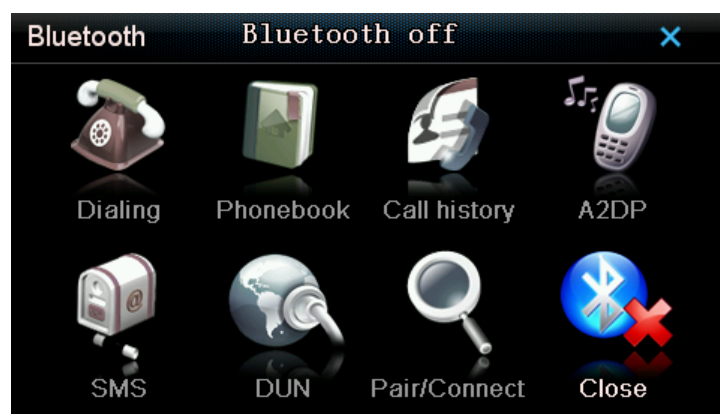 Bluetooth Bluetooth off
Dialing Phonebook Call history A2DP
SMS DUN Pair/Connect Close